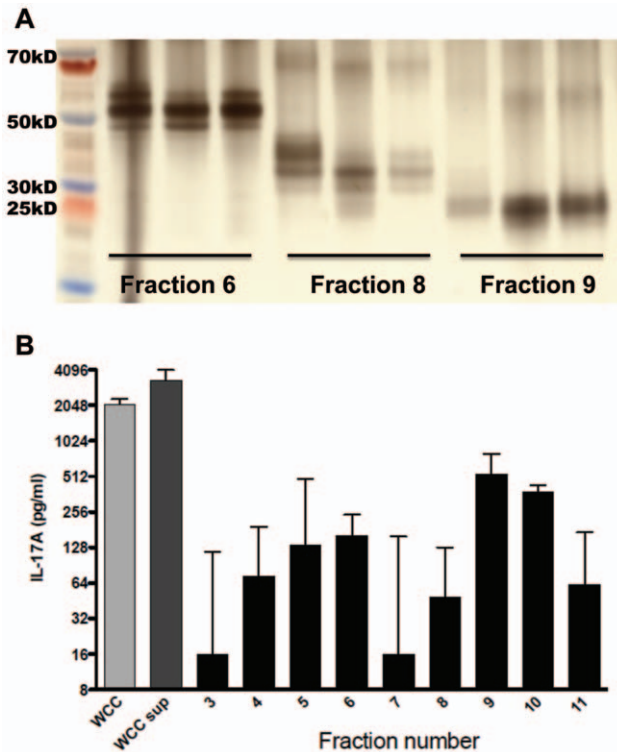 A
70kD
50kD
30kD
25kD
Fraction 6
Fraction 8
Fraction 9
B
IL-17A (pg/ml)
4096
2048
1024
512
256
128
64
32
16
8
WCC
WCC sup
3
4
5
6
7
8
9
10
11
Fraction number